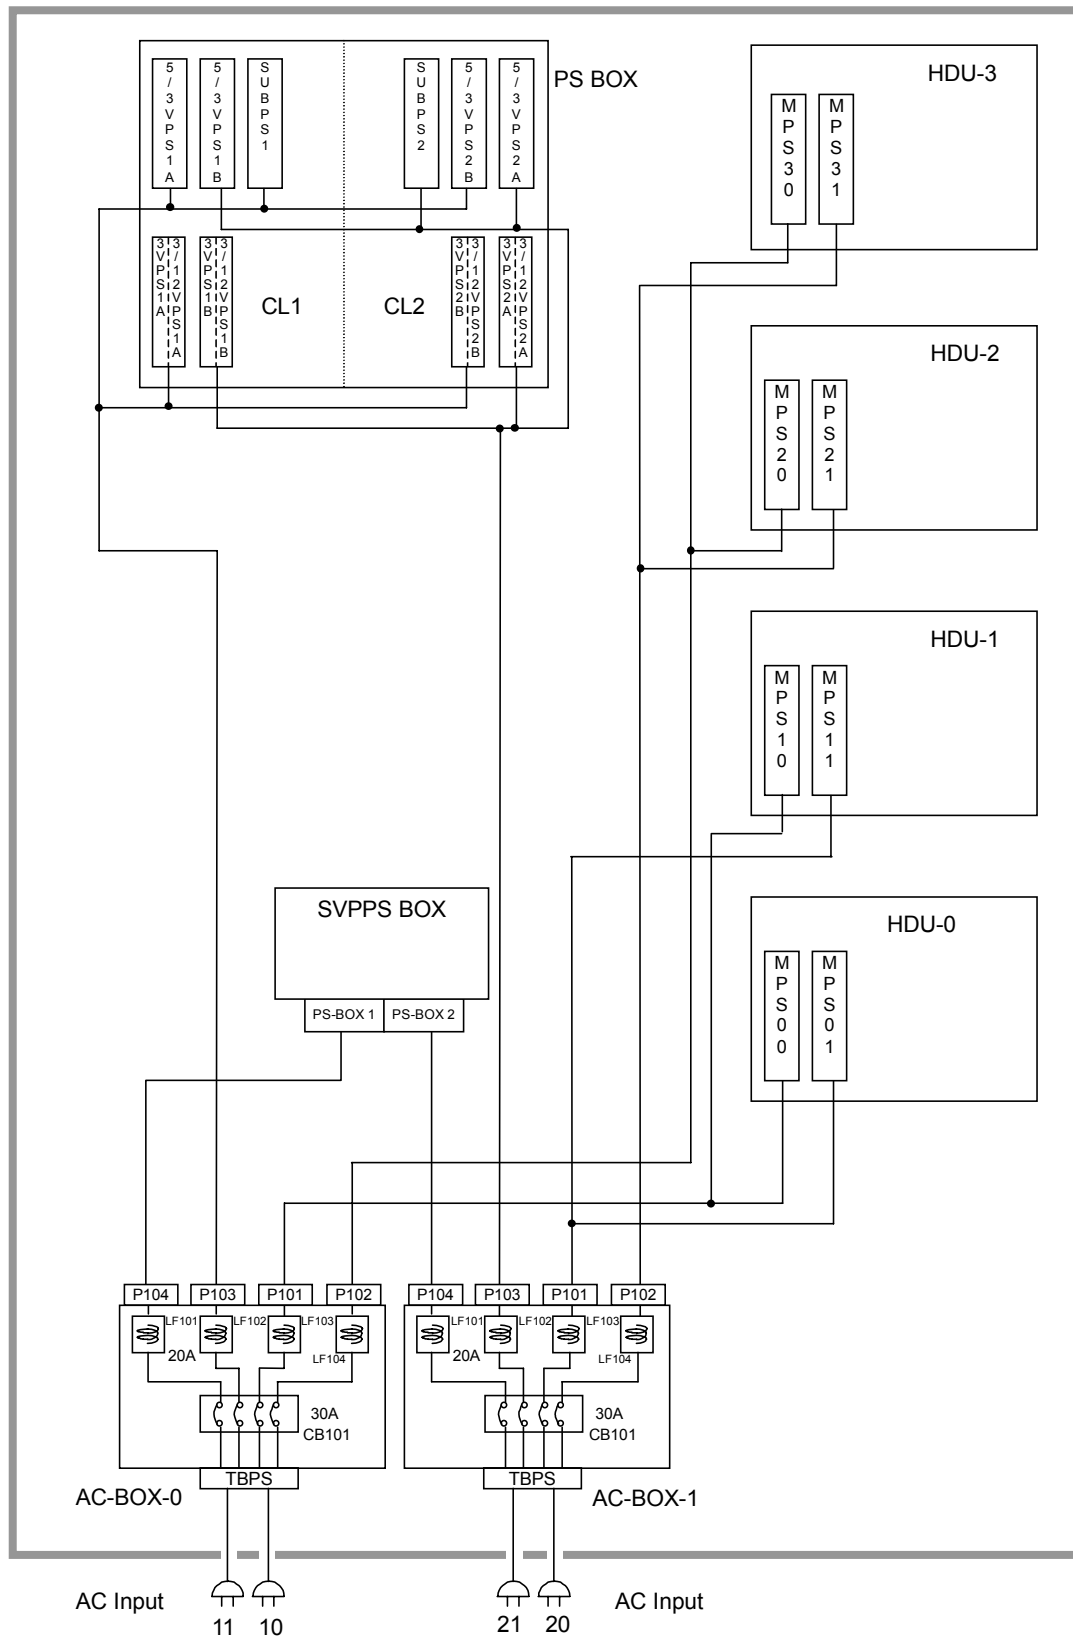 5/3VPS1A
5/3VPS1B
SUBPS1
SUBPS2
5/3VPS2B
5/3VPS2A
PS BOX
3VPS1A
3/12VPS1A
3VPS1B
3/12VPS1B
CL1
CL2
3VPS2B
3/12VPS2B
3VPS2A
3/12VPS2A
HDU-3
MPS30
MPS31
HDU-2
MPS20
MPS21
HDU-1
MPS10
MPS11
HDU-0
MPS00
MPS01
SVPPS BOX
PS-BOX 1
PS-BOX 2
P104
P103
P101
P102
LF101
LF102
LF103
20A
LF104
30A
CB101
TBPS
AC-BOX-0
P104
P103
P101
P102
LF101
LF102
LF103
20A
LF104
30A
CB101
TBPS
AC-BOX-1
AC Input
11
10
21
20
AC Input